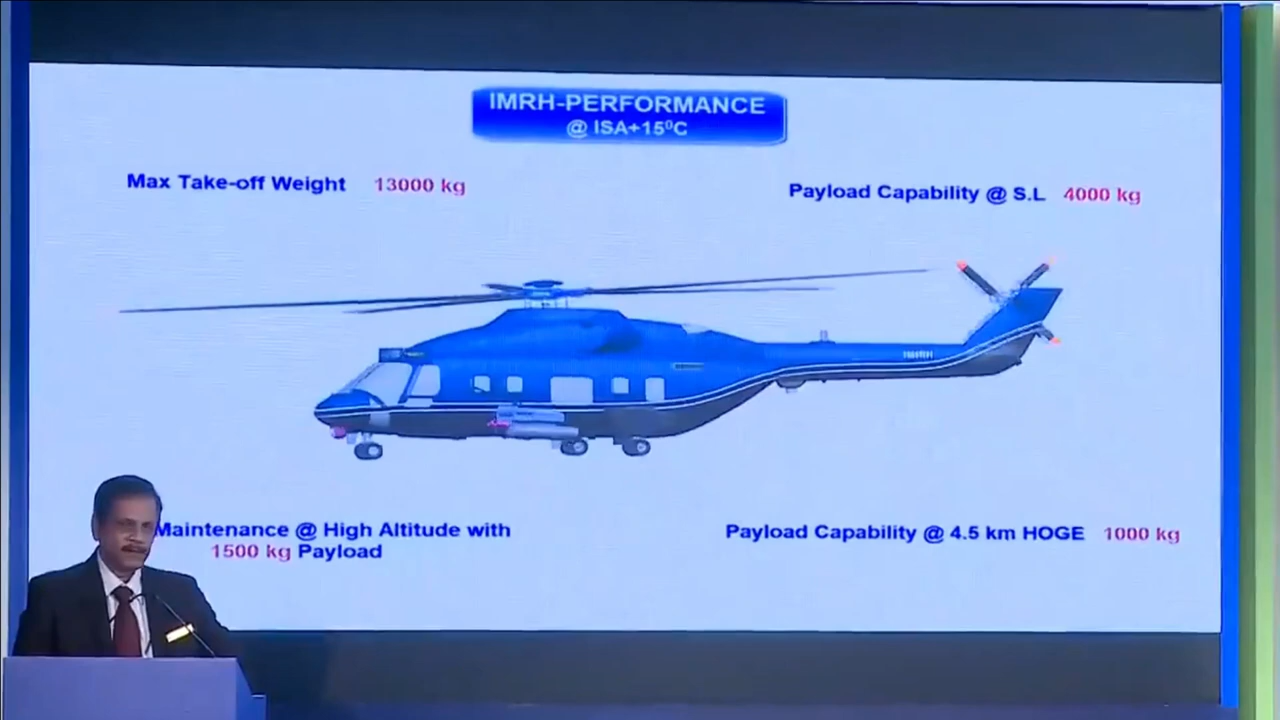 IMRH-PERFORMANCE
@ ISA+15⁰C
Max Take-off Weight 13000 kg
Payload Capability @ S.L 4000 kg
IMRH
Maintenance @ High Altitude with
1500 kg Payload
Payload Capability @ 4.5 km HOGE 1000 kg